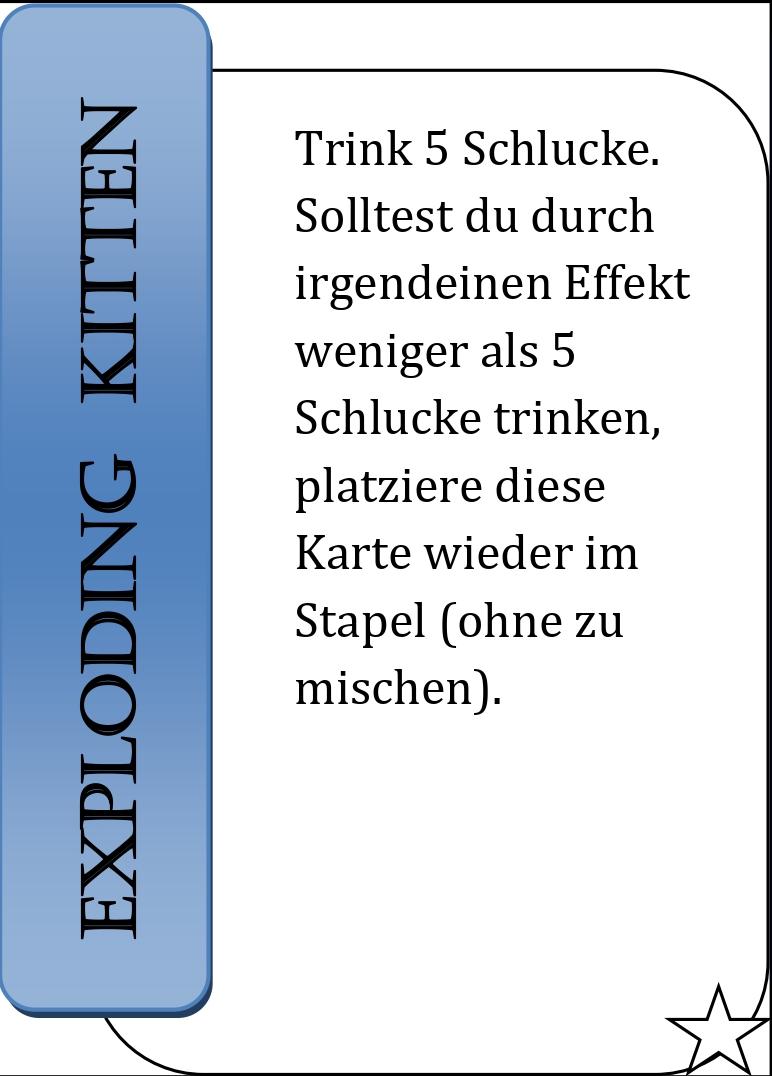 EXPLODING KITTEN
Trink 5 Schlucke.
Solltest du durch
irgendeinen Effekt
weniger als 5
Schlucke trinken,
platziere diese
Karte wieder im
Stapel (ohne zu
mischen).